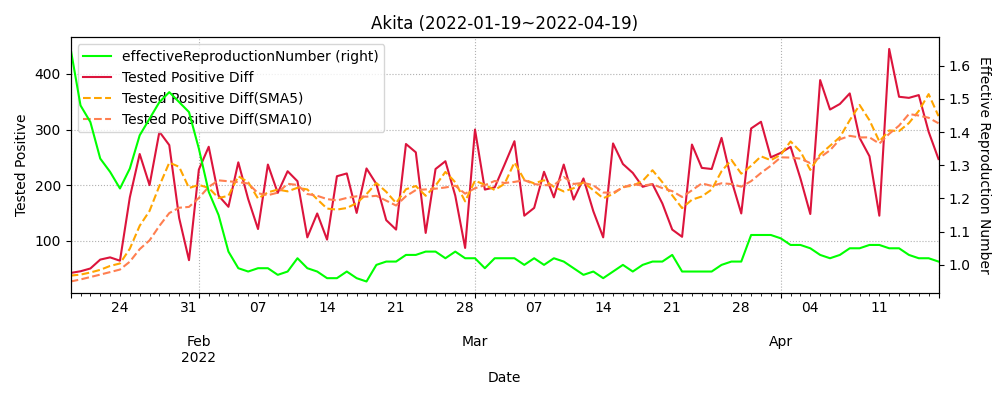 Akita (2022-01-19~2022-04-19)
effectiveReproductionNumber (right)
Tested Positive Diff
Tested Positive Diff(SMA5)
Tested Positive Diff(SMA10)
Tested Positive
400
300
200
100
1.6
1.5
1.4
1.3
1.2
1.1
1.0
Effective Reproduction Number
24 31 07 14 21 28 07 14 21 28 04 11
Feb Mar Apr
2022
Date